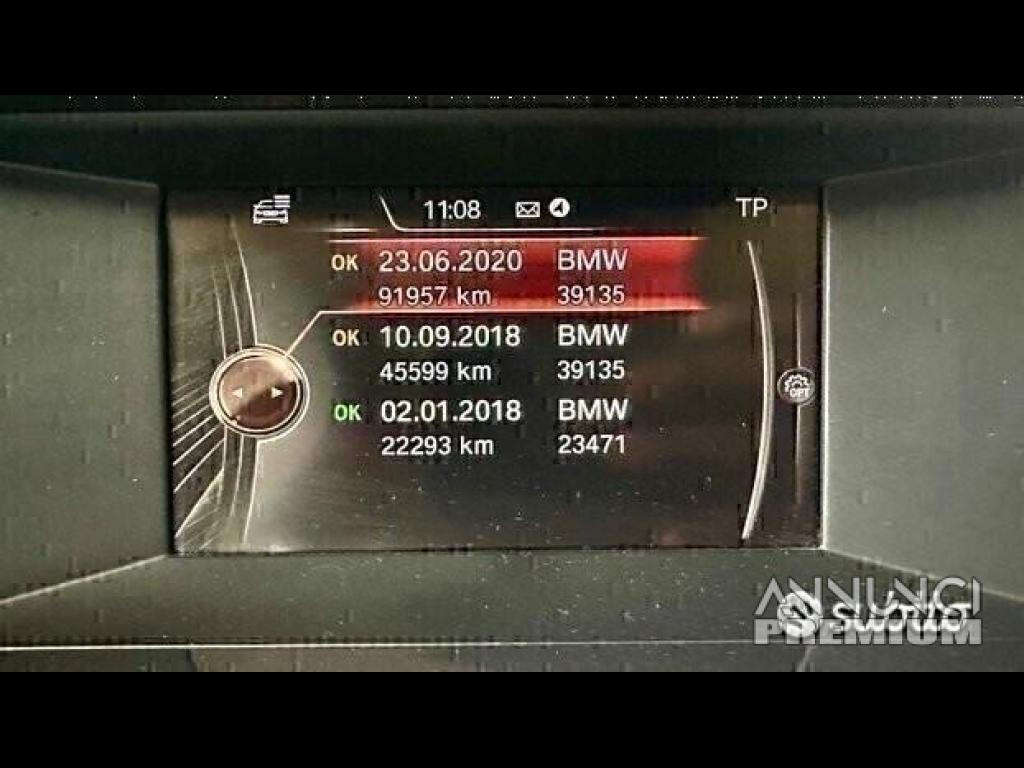 11:08 TP
OK 23.06.2020 BMW
91957 km 39135
OK 10.09.2018 BMW
45599 km 39135
OK 02.01.2018 BMW
22293 km 23471
OPT
ANNUNCI
subito
PREMIUM